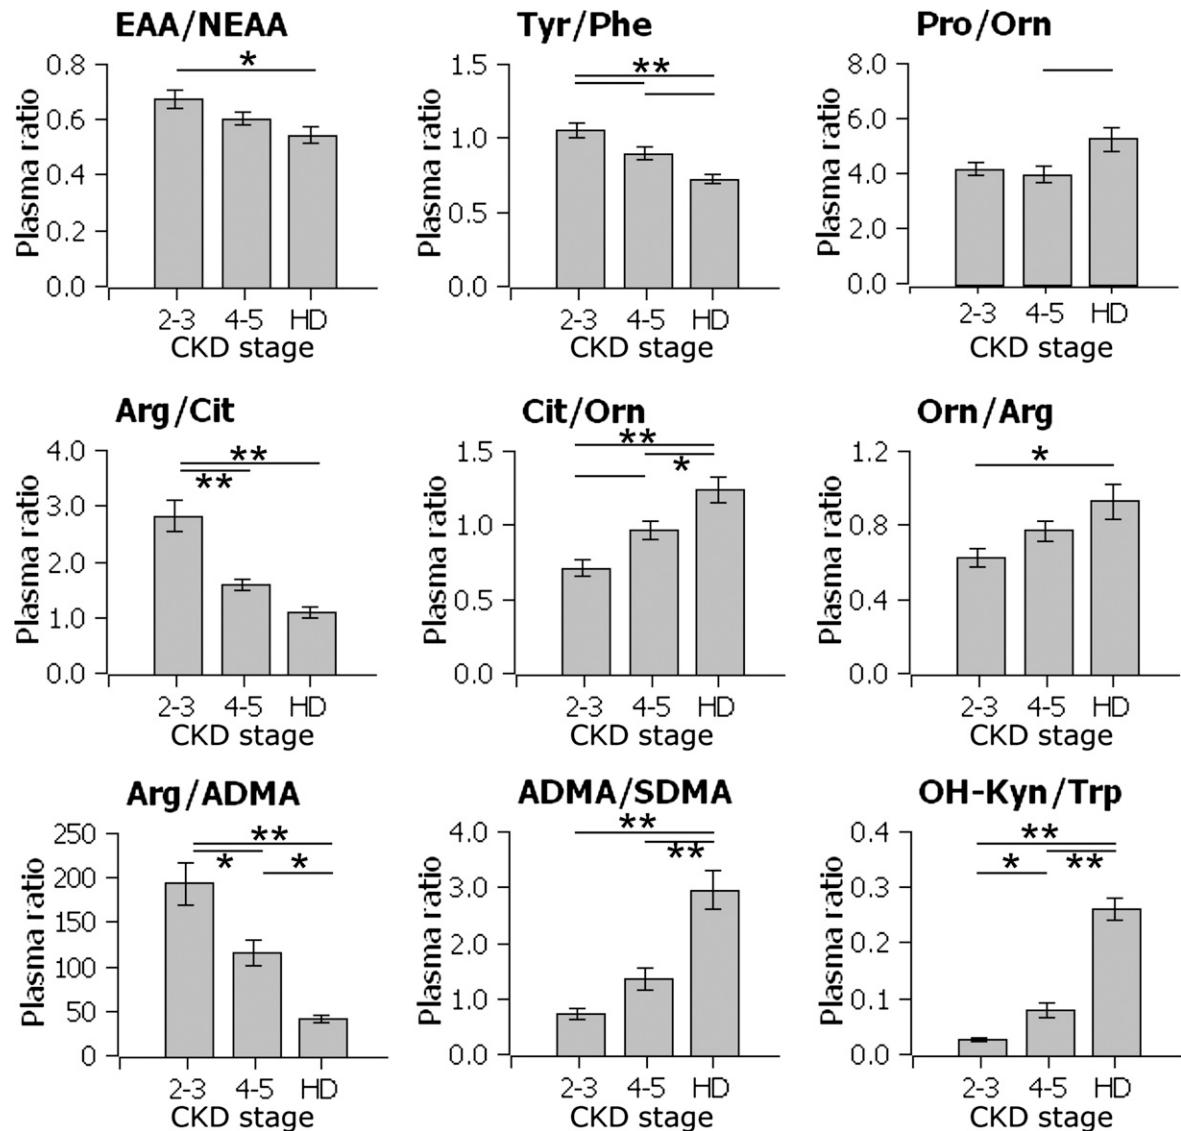 EAA/NEAA
Plasma ratio
0.8
0.6
0.4
0.2
0.0
*
2-3 4-5 HD
CKD stage
Tyr/Phe
Plasma ratio
1.5
1.0
0.5
0.0
**
2-3 4-5 HD
CKD stage
Pro/Orn
Plasma ratio
8.0
6.0
4.0
2.0
0.0
2-3 4-5 HD
CKD stage
Arg/Cit
Plasma ratio
4.0
3.0
2.0
1.0
0.0
**
**
2-3 4-5 HD
CKD stage
Cit/Orn
Plasma ratio
1.5
1.0
0.5
0.0
**
*
2-3 4-5 HD
CKD stage
Orn/Arg
Plasma ratio
1.2
0.8
0.4
0.0
*
2-3 4-5 HD
CKD stage
Arg/ADMA
Plasma ratio
250
200
150
100
50
0
**
* *
2-3 4-5 HD
CKD stage
ADMA/SDMA
Plasma ratio
4.0
3.0
2.0
1.0
0.0
**
**
2-3 4-5 HD
CKD stage
OH-Kyn/Trp
Plasma ratio
0.4
0.3
0.2
0.1
0.0
**
* **
2-3 4-5 HD
CKD stage